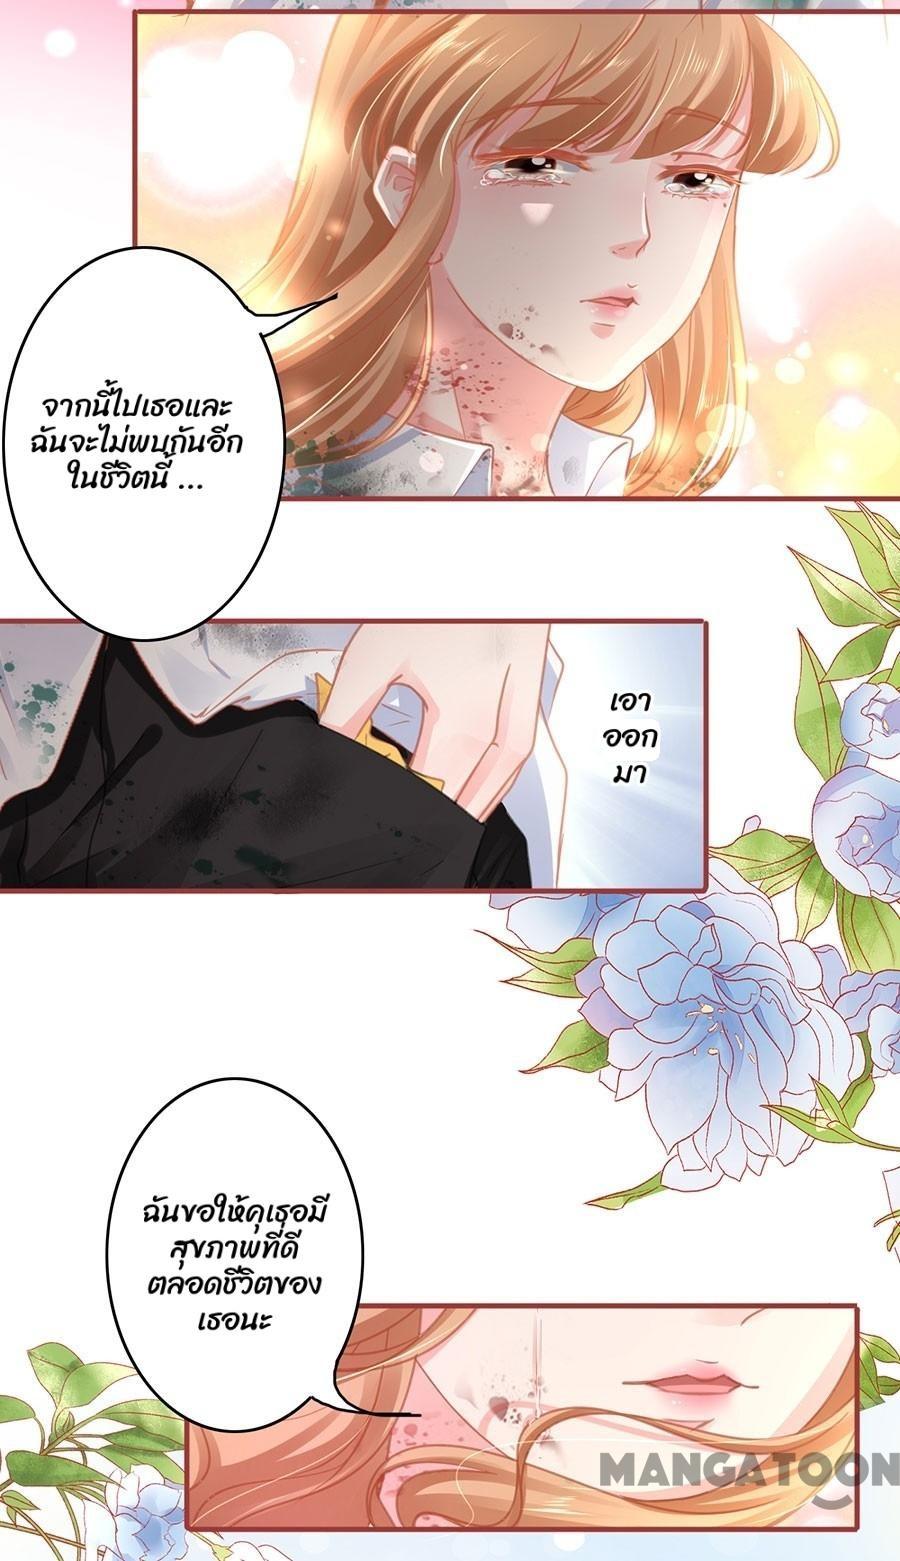 จากนี้ไปเธอและ
ฉันจะไม่พบกันอีก
ในชีวิตนี้ ...
เอา
ออก
มา
ฉันขอให้คุเธอมี
สุขภาพที่ดี
ตลอดชีวิตของ
เธอนะ
MANGATOON